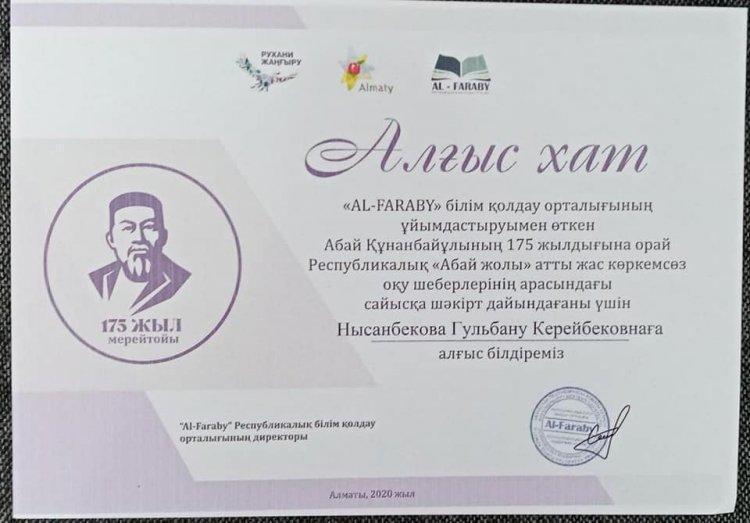 РУХАНИ
ЖАҢҒЫРУ
Almaty
AL - FARABY
Алғыс хат
«AL-FARABY» білім қолдау орталығының
ұйымдастыруымен өткен
Абай Құнанбайұлының 175 жылдығына орай
Республикалық «Абай жолы» атты жас көркемсөз
оқу шеберлерінің арасындағы
сайысқа шәкірт дайындағаны үшін
Нысанбекова Гульбану Керейбековнаға
алғыс білдіреміз
175 ЖЫЛ
мерейтойы
"Al-Faraby" Республикалық білім қолдау
орталығының директоры
Al-Faraby
Алматы, 2020 жыл